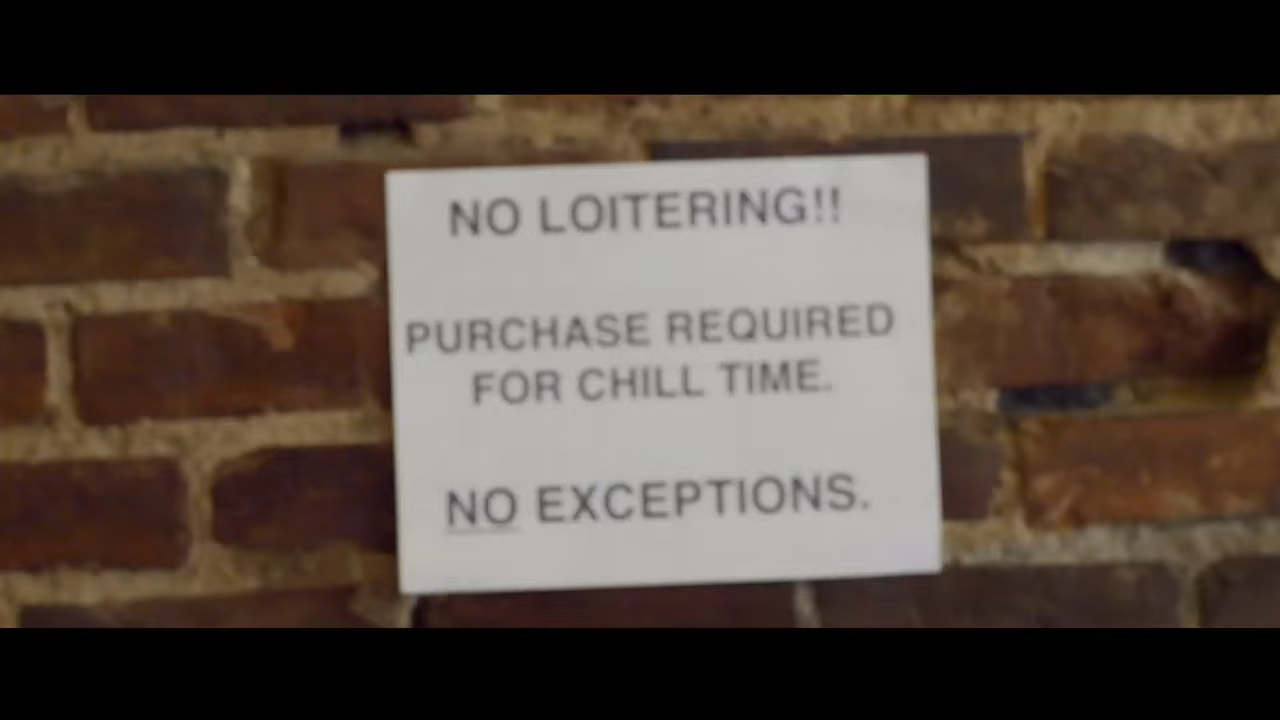 NO LOITERING!!
PURCHASE REQUIRED
FOR CHILL TIME.
NO EXCEPTIONS.